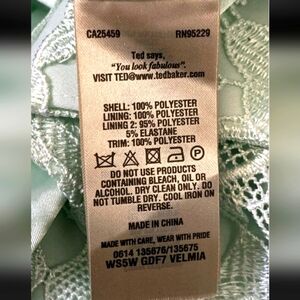 CA25459 RN95229
Ted says,
"You look fabulous".
VISIT TED@www.tedbaker.com
SHELL: 100% POLYESTER
LINING: 100% POLYESTER
LINING 2: 95% POLYESTER
5% ELASTANE
TRIM: 100% POLYESTER
DO NOT USE PRODUCTS
CONTAINING BLEACH, OIL OR
ALCOHOL. DRY CLEAN ONLY. DO
NOT TUMBLE DRY. COOL IRON ON
REVERSE.
MADE IN CHINA
MADE WITH CARE, WEAR WITH PRIDE
0614 135676/135675
WS5W GDF7 VELMIA